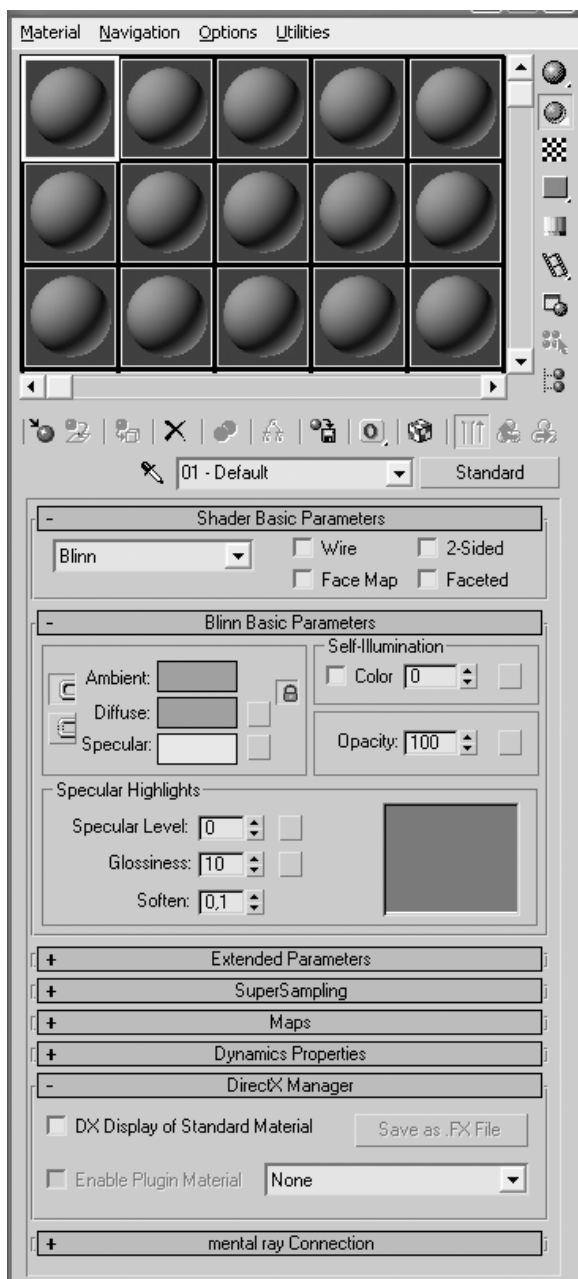 Material Navigation Options Utilities
01 - Default Standard
- Shader Basic Parameters
Blinn Wire 2-Sided
Face Map Faceted
- Blinn Basic Parameters
Self-Illumination
Ambient: Color 0
Diffuse:
Specular: Opacity: 100
Specular Highlights
Specular Level: 0
Glossiness: 10
Soften: 0,1
+ Extended Parameters
+ SuperSampling
+ Maps
+ Dynamics Properties
- DirectX Manager
DX Display of Standard Material Save as .FX File
Enable Plugin Material None
+ mental ray Connection